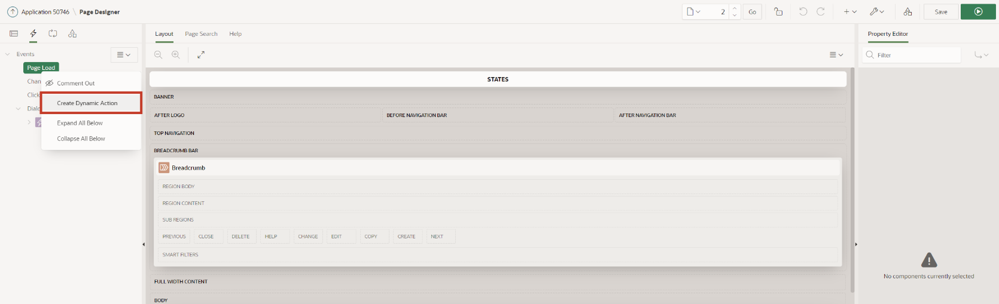 Application 50746 \ Page Designer
2
Go
Save
Layout
Page Search
Help
Property Editor
Events
Filter
Page Load
Chan
Comment Out
STATES
Click
BANNER
Create Dynamic Action
Dialo
AFTER LOGO
BEFORE NAVIGATION BAR
AFTER NAVIGATION BAR
Expand All Below
TOP NAVIGATION
Collapse All Below
BREADCRUMB BAR
Breadcrumb
REGION BODY
REGION CONTENT
SUB REGIONS
PREVIOUS
CLOSE
DELETE
HELP
CHANGE
EDIT
COPY
CREATE
NEXT
SMART FILTERS
No components currently selected
FULL WIDTH CONTENT
BODY